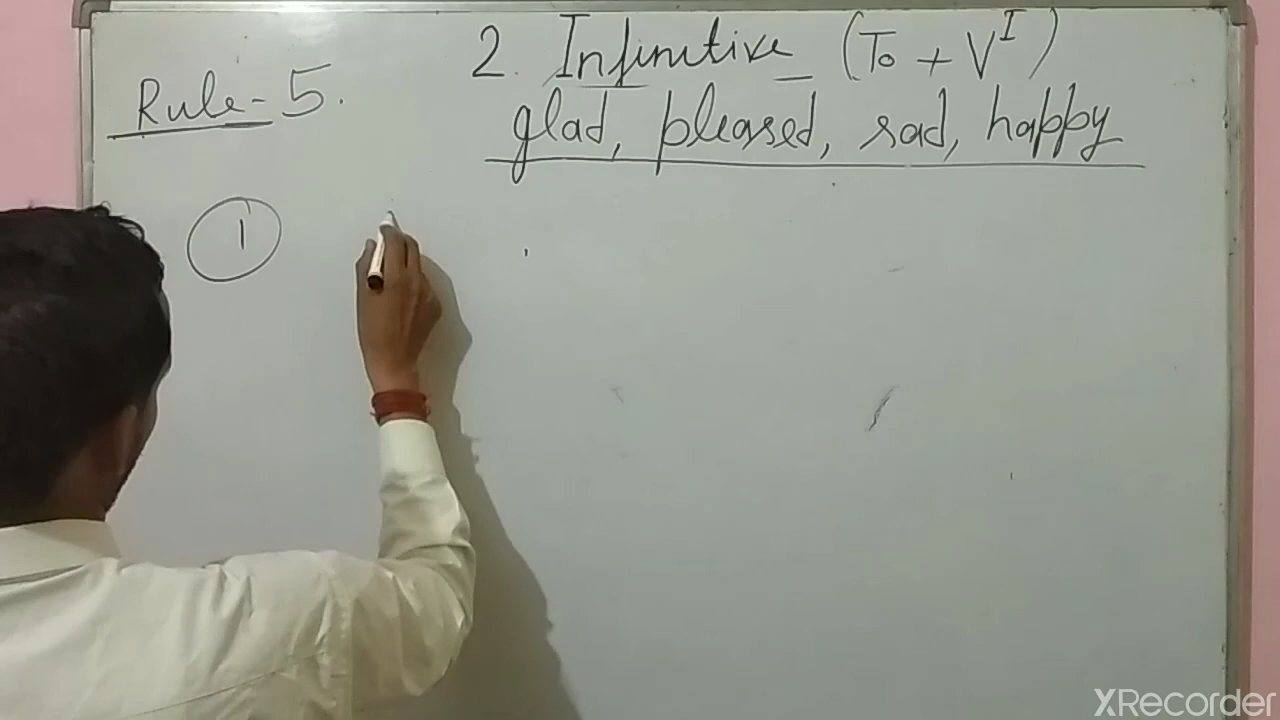 2. Infinitive (To + V^I)
Rule- 5.
glad, pleased, sad, happy
1
XRecorder